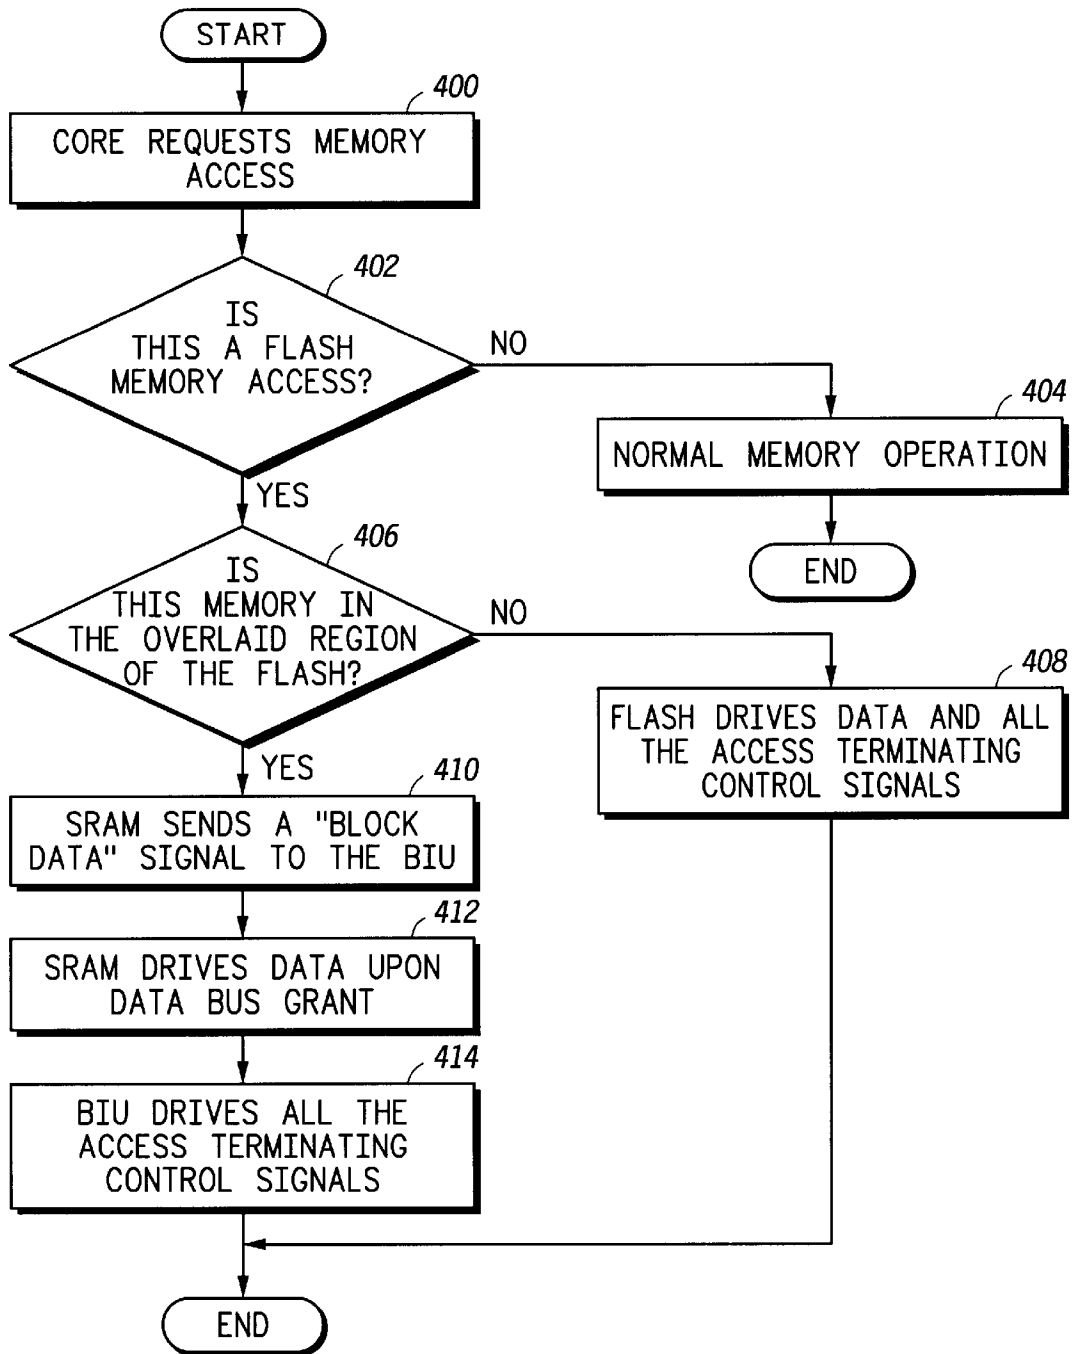 START
400
CORE REQUESTS MEMORY
ACCESS
402
IS
THIS A FLASH
MEMORY ACCESS?
NO
404
NORMAL MEMORY OPERATION
END
YES
406
IS
THIS MEMORY IN
THE OVERLAID REGION
OF THE FLASH?
NO
408
FLASH DRIVES DATA AND ALL
THE ACCESS TERMINATING
CONTROL SIGNALS
YES
410
SRAM SENDS A "BLOCK
DATA" SIGNAL TO THE BIU
412
SRAM DRIVES DATA UPON
DATA BUS GRANT
414
BIU DRIVES ALL THE
ACCESS TERMINATING
CONTROL SIGNALS
END